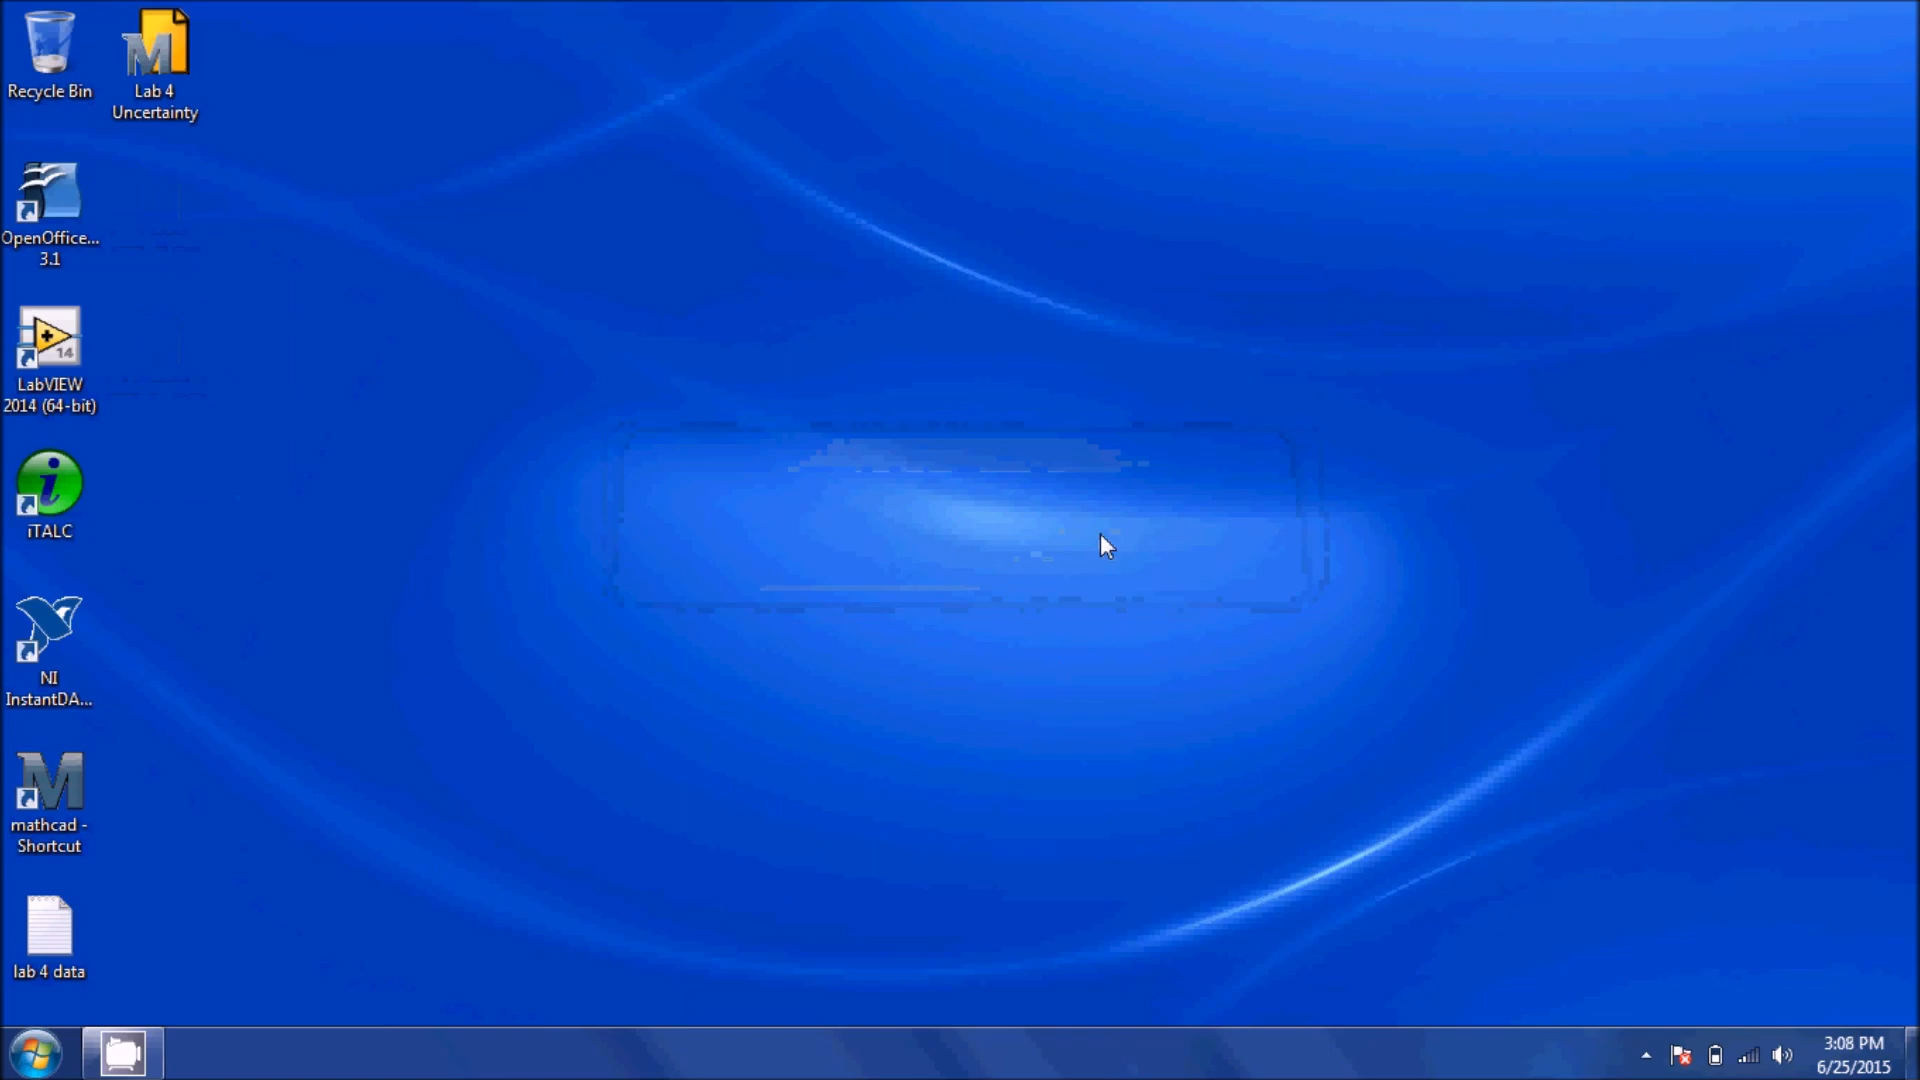 Recycle Bin
Lab 4
Uncertainty
OpenOffice...
3.1
14
LabVIEW
2014 (64-bit)
i
iTALC
NI
InstantDA...
M
mathcad -
Shortcut
lab 4 data
3:08 PM
6/25/2015